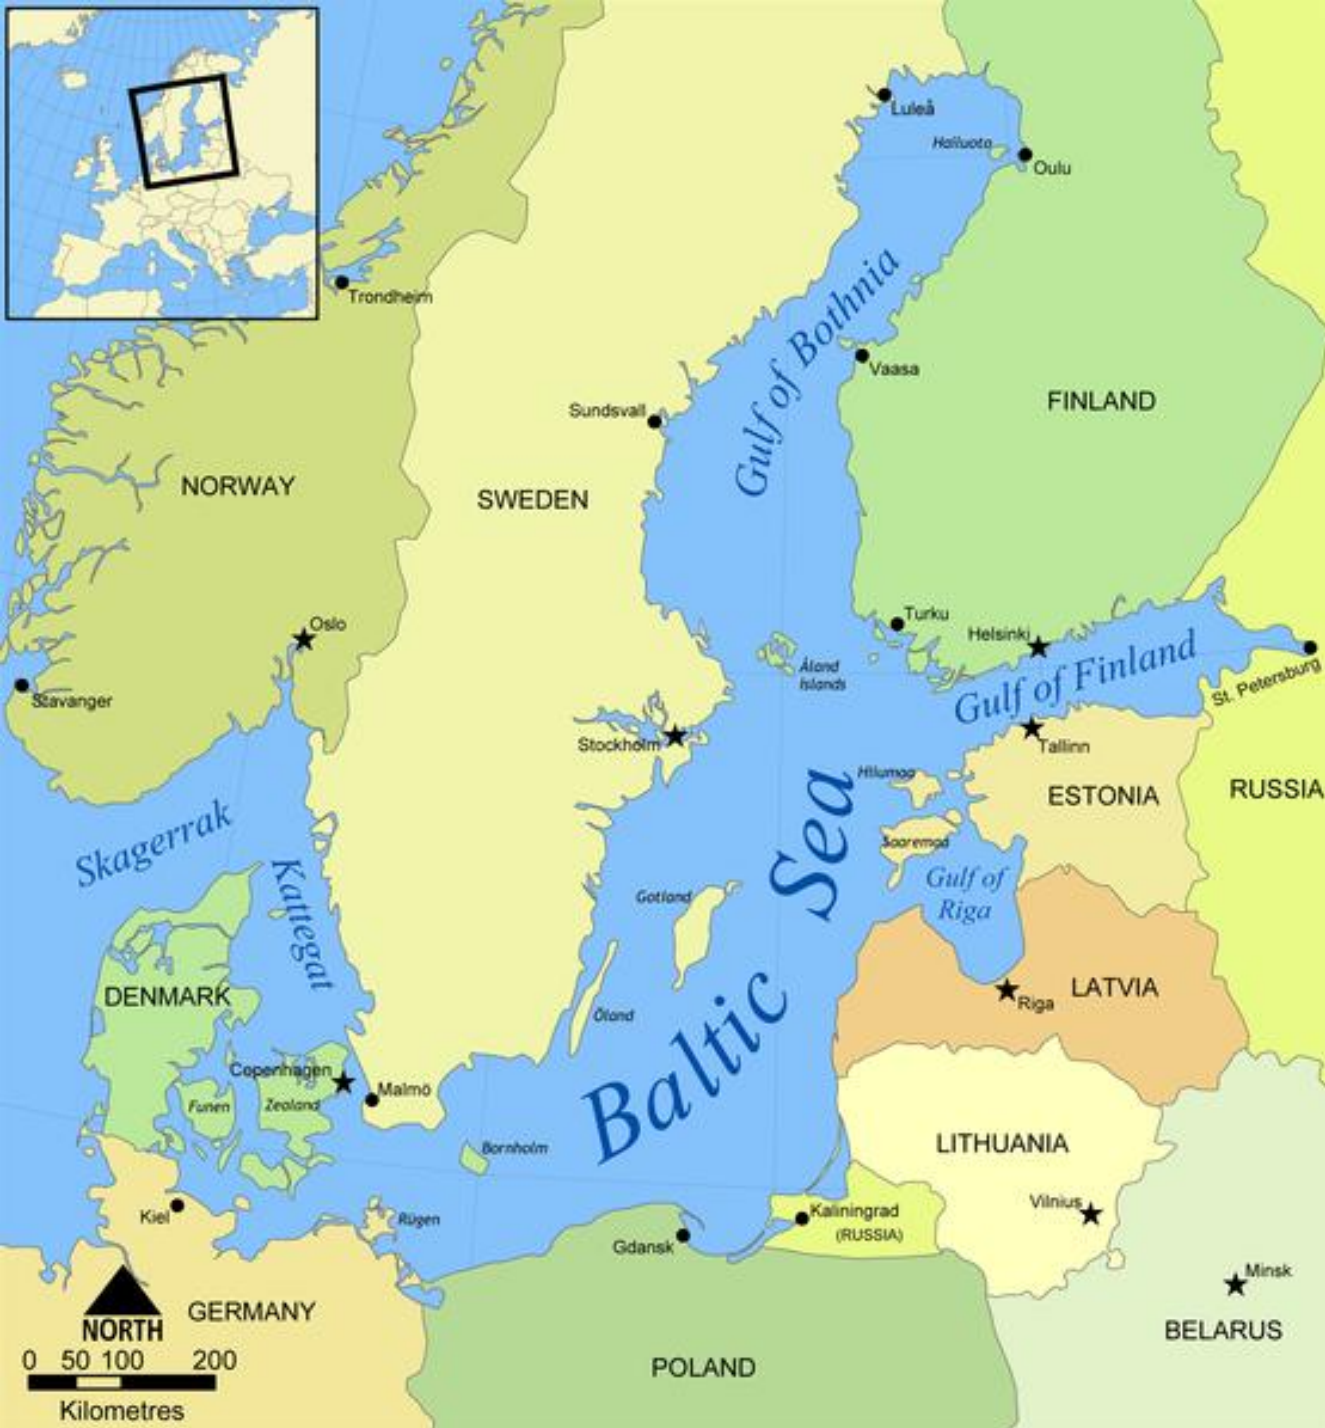 Luleå
Hailuoto
Oulu
Trondheim
Gulf of Bothnia
Vaasa
FINLAND
Sundsvall
NORWAY
SWEDEN
Turku
Oslo
Helsinki
Åland
Islands
Gulf of Finland
St. Petersburg
Stavanger
Stockholm
Tallinn
Hiiumaa
ESTONIA
RUSSIA
Skagerrak
Kattegat
Saaremaa
Gulf of
Riga
Gotland
Baltic Sea
DENMARK
LATVIA
Riga
Öland
Copenhagen
Malmö
Funen
Zealand
Bornholm
LITHUANIA
Vilnius
Kiel
Rügen
Kaliningrad
(RUSSIA)
Gdansk
Minsk
GERMANY
NORTH
BELARUS
0 50 100 200
Kilometres
POLAND